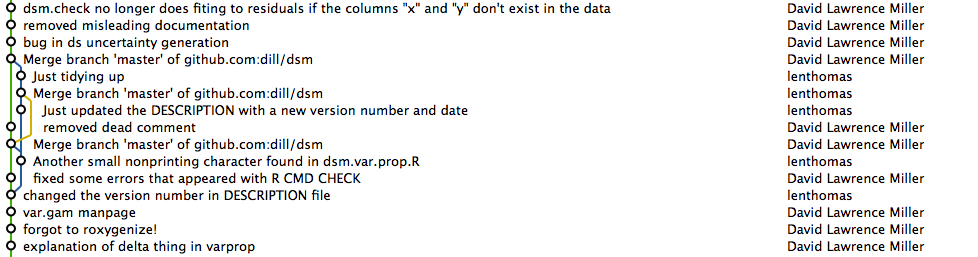 dsm.check no longer does fiting to residuals if the columns "x" and "y" don't exist in the data David Lawrence Miller
removed misleading documentation David Lawrence Miller
bug in ds uncertainty generation David Lawrence Miller
Merge branch 'master' of github.com:dill/dsm David Lawrence Miller
Just tidying up lenthomas
Merge branch 'master' of github.com:dill/dsm lenthomas
Just updated the DESCRIPTION with a new version number and date lenthomas
removed dead comment David Lawrence Miller
Merge branch 'master' of github.com:dill/dsm David Lawrence Miller
Another small nonprinting character found in dsm.var.prop.R lenthomas
fixed some errors that appeared with R CMD CHECK David Lawrence Miller
changed the version number in DESCRIPTION file lenthomas
var.gam manpage David Lawrence Miller
forgot to roxygenize! David Lawrence Miller
explanation of delta thing in varprop David Lawrence Miller